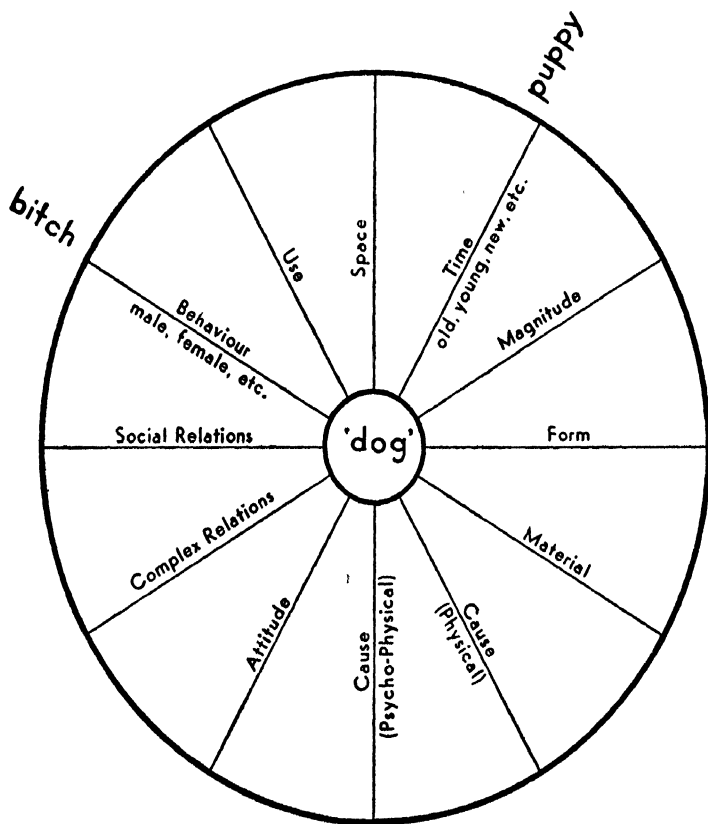 puppy
bitch
Space
Time
old, young, new, etc.
Use
Magnitude
Behaviour
male, female, etc.
Social Relations
'dog'
Form
Complex Relations
Material
Attitude
Cause
(Psycho-Physical)
Cause
(Physical)